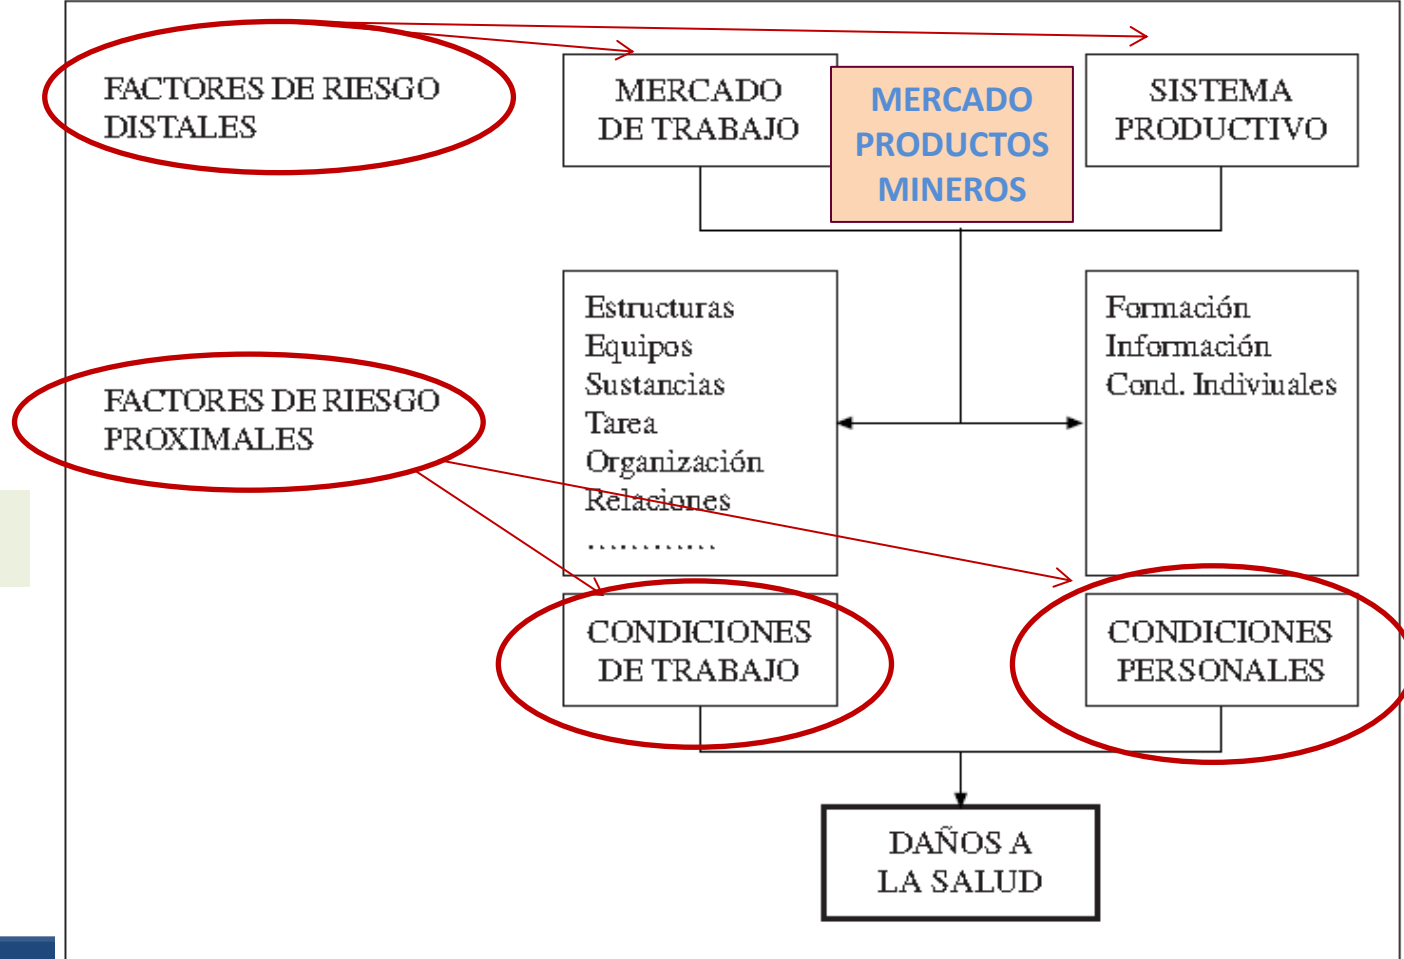 FACTORES DE RIESGO
DISTALES
MERCADO
DE TRABAJO
MERCADO
PRODUCTOS
MINEROS
SISTEMA
PRODUCTIVO
FACTORES DE RIESGO
PROXIMALES
Estructuras
Equipos
Sustancias
Tarea
Organización
Relaciones
............
Formación
Información
Cond. Indiviuales
CONDICIONES
DE TRABAJO
CONDICIONES
PERSONALES
DAÑOS A
LA SALUD